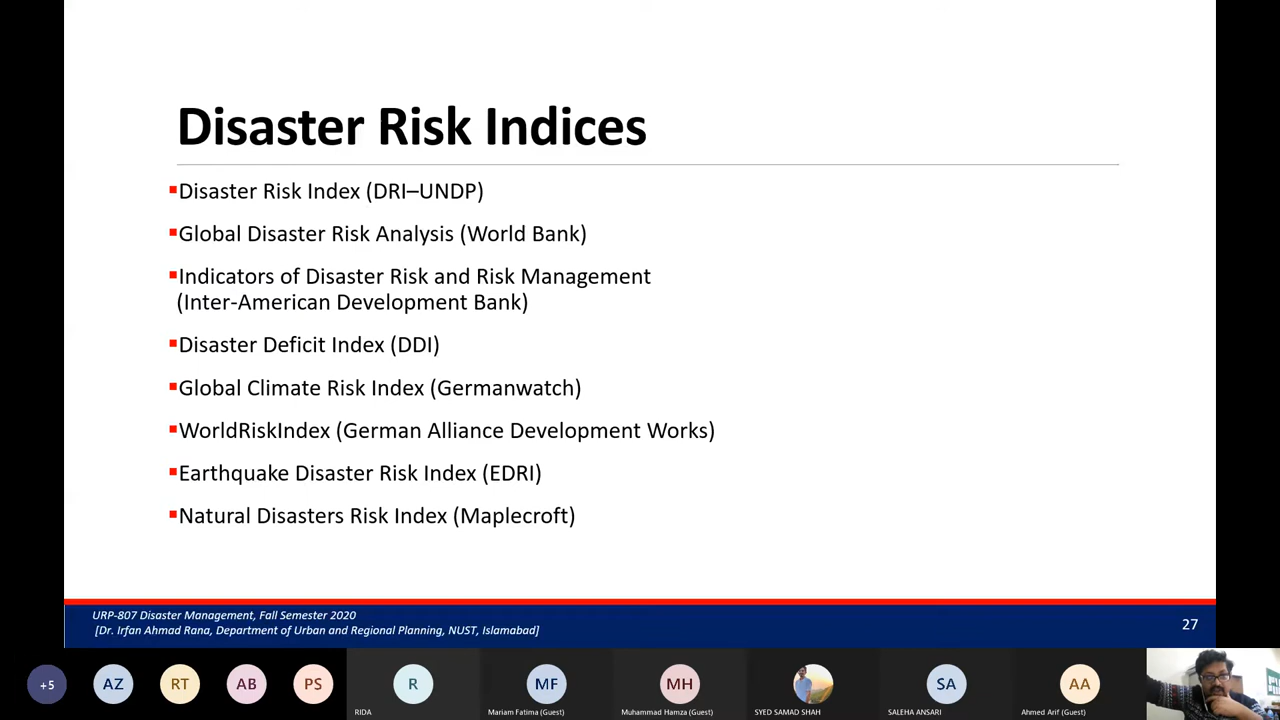 Disaster Risk Indices
▪Disaster Risk Index (DRI–UNDP)
▪Global Disaster Risk Analysis (World Bank)
▪Indicators of Disaster Risk and Risk Management
(Inter-American Development Bank)
▪Disaster Deficit Index (DDI)
▪Global Climate Risk Index (Germanwatch)
▪WorldRiskIndex (German Alliance Development Works)
▪Earthquake Disaster Risk Index (EDRI)
▪Natural Disasters Risk Index (Maplecroft)
URP-807 Disaster Management, Fall Semester 2020
[Dr. Irfan Ahmad Rana, Department of Urban and Regional Planning, NUST, Islamabad]
27
+5 AZ RT AB PS R MF MH SA AA
RIDA Mariam Fatima (Guest) Muhammad Hamza (Guest) SYED SAMAD SHAH SALEHA ANSARI Ahmed Arif (Guest)